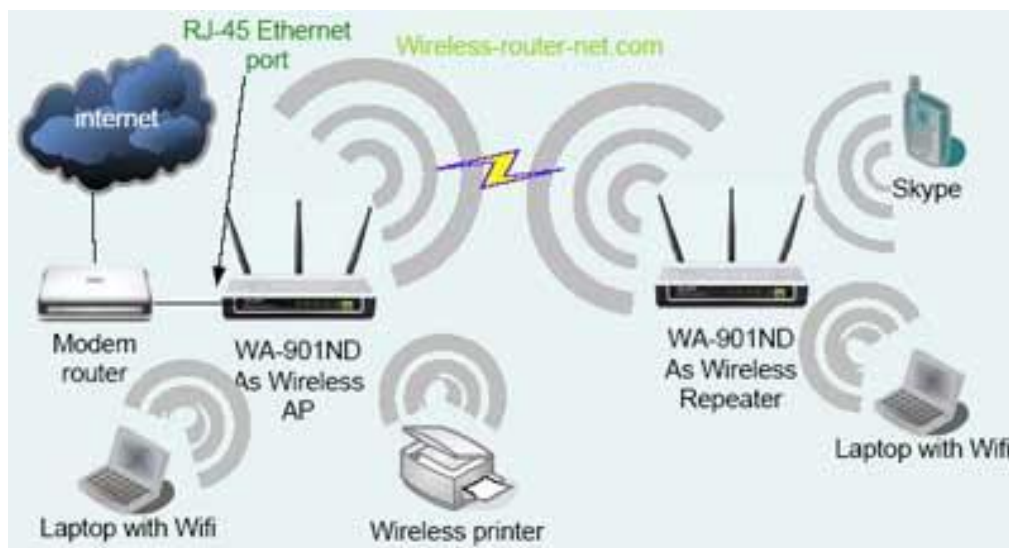 RJ-45 Ethernet
port
Wireless-router-net.com
internet
Skype
Modem
router
WA-901ND
As Wireless
AP
WA-901ND
As Wireless
Repeater
Laptop with Wifi
Wireless printer
Laptop with Wifi